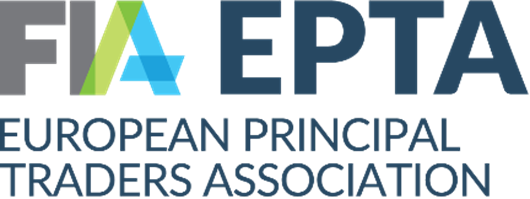 FIA EPTA
EUROPEAN PRINCIPAL
TRADERS ASSOCIATION